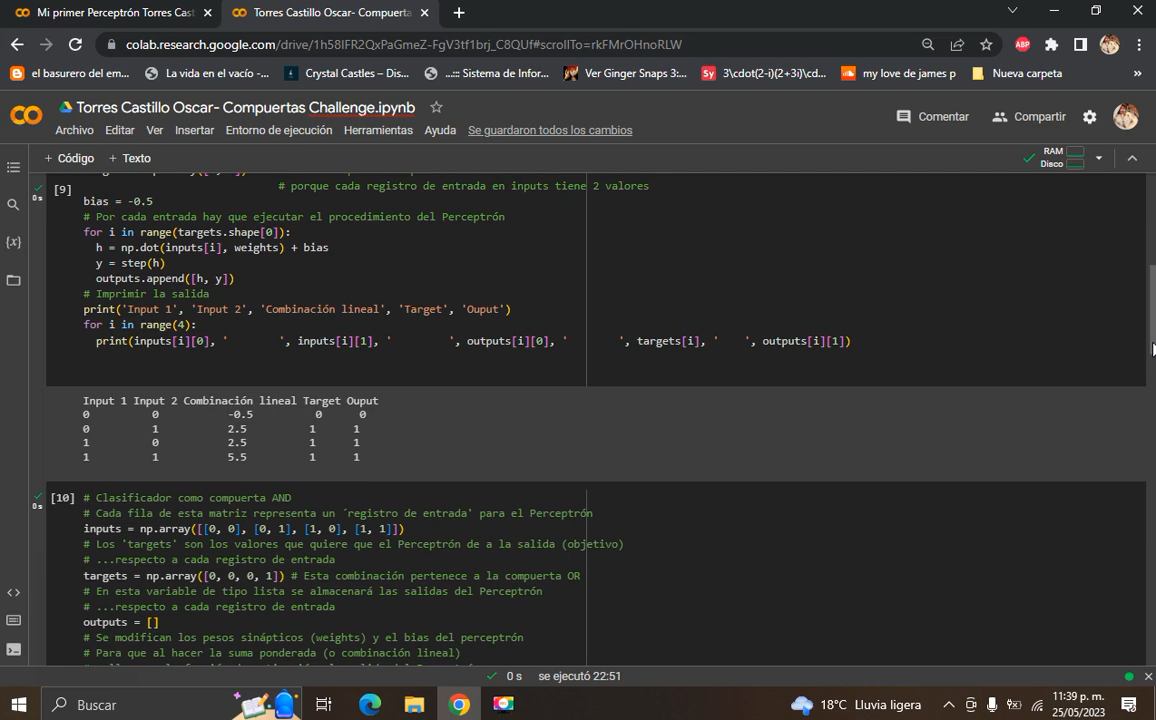 Mi primer Perceptrón Torres Cast
Torres Castillo Oscar- Compuerta
colab.research.google.com/drive/1h58IFR2QxPaGmeZ-FgV3tf1brj_C8QUf#scrollTo=rkFMrOHnoRLW
el basurero del em...
La vida en el vacío -...
Crystal Castles – Dis...
..:: Sistema de Infor...
Ver Ginger Snaps 3:...
3\cdot(2-i)(2+3i)\cd...
my love de james p
Nueva carpeta
»
Torres Castillo Oscar- Compuertas Challenge.ipynb
Comentar
Compartir
Archivo Editar Ver Insertar Entorno de ejecución Herramientas Ayuda Se guardaron todos los cambios
+ Código + Texto
RAM
Disco
[9]
0s
# porque cada registro de entrada en inputs tiene 2 valores
bias = -0.5
# Por cada entrada hay que ejecutar el procedimiento del Perceptrón
for i in range(targets.shape[0]):
h = np.dot(inputs[i], weights) + bias
y = step(h)
outputs.append([h, y])
# Imprimir la salida
print('Input 1', 'Input 2', 'Combinación lineal', 'Target', 'Ouput')
for i in range(4):
print(inputs[i][0], '        ', inputs[i][1], '         ', outputs[i][0], '        ', targets[i], '    ', outputs[i][1])
Input 1 Input 2 Combinación lineal Target Ouput
0 0 -0.5 0 0
0 1 2.5 1 1
1 0 2.5 1 1
1 1 5.5 1 1
[10]
0s
# Clasificador como compuerta AND
# Cada fila de esta matriz representa un ´registro de entrada' para el Perceptrón
inputs = np.array([[0, 0], [0, 1], [1, 0], [1, 1]])
# Los 'targets' son los valores que quiere que el Perceptrón de a la salida (objetivo)
# ...respecto a cada registro de entrada
targets = np.array([0, 0, 0, 1]) # Esta combinación pertenece a la compuerta OR
# En esta variable de tipo lista se almacenará las salidas del Perceptrón
# ...respecto a cada registro de entrada
outputs = []
# Se modifican los pesos sinápticos (weights) y el bias del perceptrón
# Para que al hacer la suma ponderada (o combinación lineal)
0 s se ejecutó 22:51
Buscar
18°C Lluvia ligera
11:39 p. m.
25/05/2023